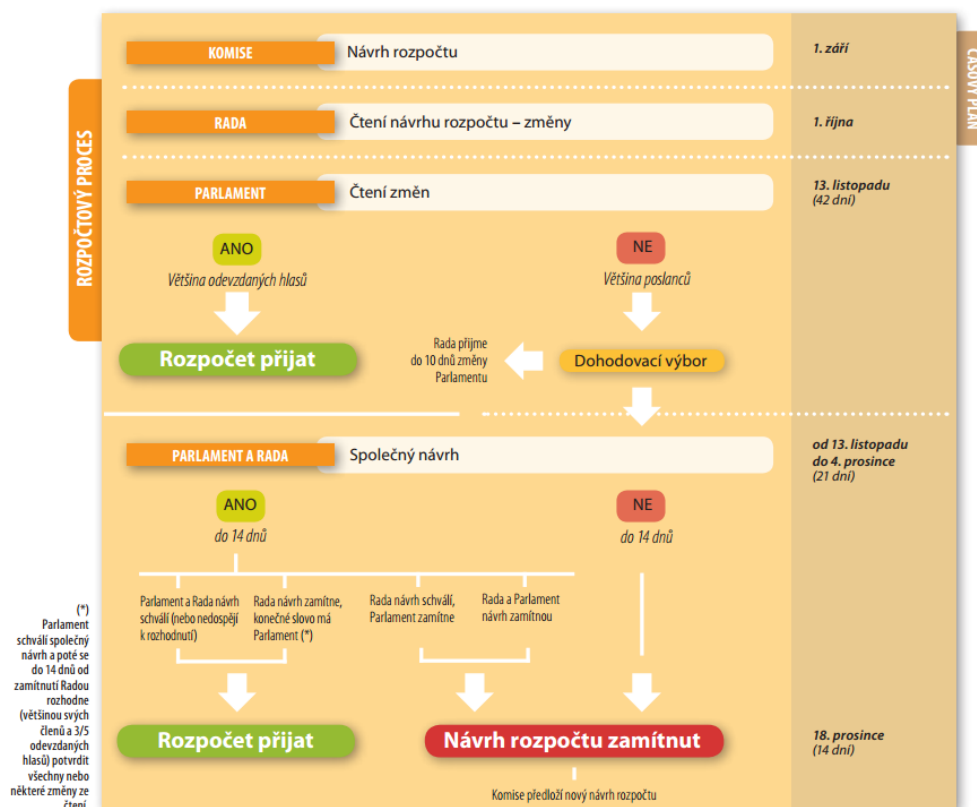 KOMISE
Návrh rozpočtu
1. září
ČASOVÝ PLÁN
ROZPOČTOVÝ PROCES
RADA
Čtení návrhu rozpočtu – změny
1. října
PARLAMENT
Čtení změn
13. listopadu
(42 dní)
ANO
Většina odevzdaných hlasů
NE
Většina poslanců
Rozpočet přijat
Rada přijme
do 10 dnů změny
Parlamentu
Dohodovací výbor
PARLAMENT A RADA
Společný návrh
od 13. listopadu
do 4. prosince
(21 dní)
ANO
do 14 dnů
NE
do 14 dnů
Parlament a Rada návrh
schválí (nebo nedospějí
k rozhodnutí)
Rada návrh zamítne,
konečné slovo má
Parlament (*)
Rada návrh schválí,
Parlament zamítne
Rada a Parlament
návrh zamítnou
(*)
Parlament
schválí společný
návrh a poté se
do 14 dnů od
zamítnutí Radou
rozhodne
(většinou svých
členů a 3/5
odevzdaných
hlasů) potvrdit
všechny nebo
některé změny ze
čtení.
Rozpočet přijat
Návrh rozpočtu zamítnut
18. prosince
(14 dní)
Komise předloží nový návrh rozpočtu